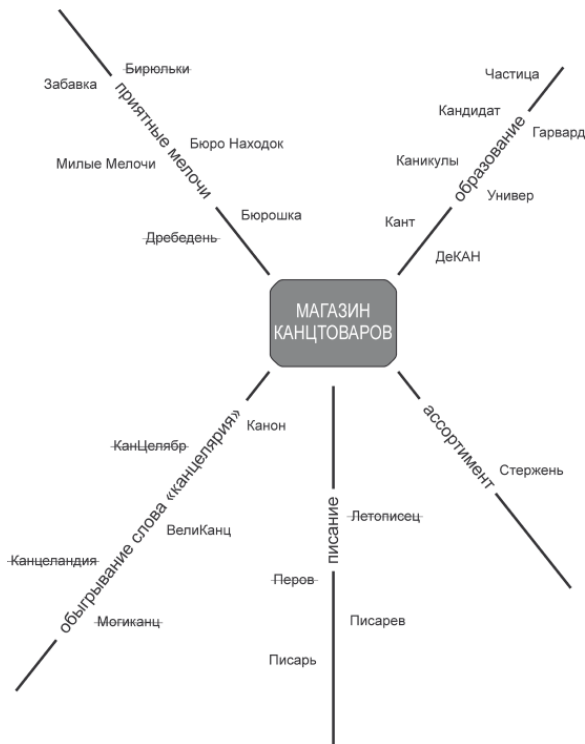 Частица
Бирюльки
Забавка
Кандидат
Гарвард
приятные мелочи
образование
Бюро Находок
Милые Мелочи
Каникулы
Универ
Бюрошка
Кант
Дребедень
ДеКАН
МАГАЗИН
КАНЦТОВАРОВ
Канон
КанЦелябр
ассортимент
Стержень
обыгрывание слова «канцелярия»
ВелиКанц
писание
Летописец
Канцеландия
Перов
Могиканц
Писарев
Писарь